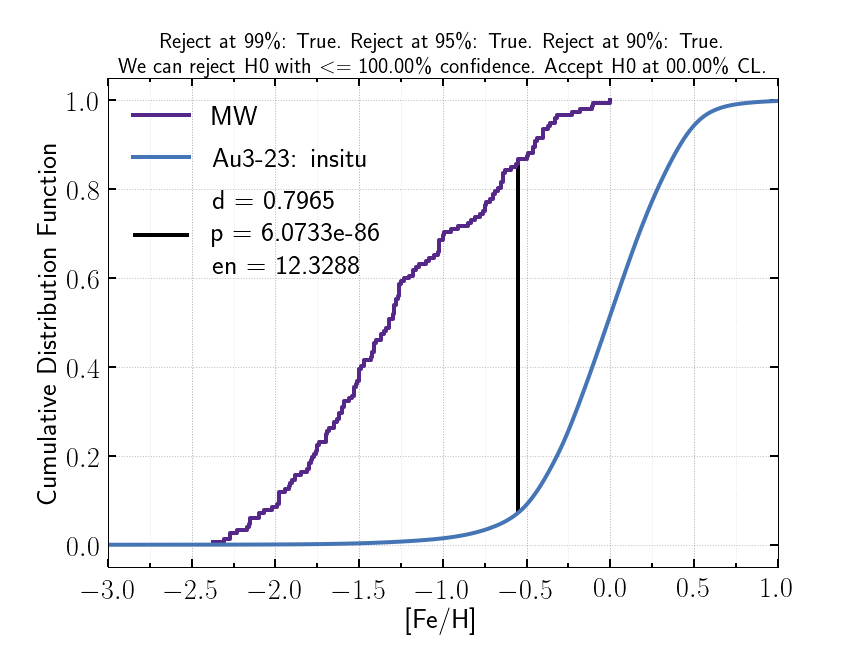 Reject at 99%: True. Reject at 95%: True. Reject at 90%: True.
We can reject H0 with <= 100.00% confidence. Accept H0 at 00.00% CL.
MW
Au3-23: insitu
d = 0.7965
p = 6.0733e-86
en = 12.3288
Cumulative Distribution Function
1.0
0.8
0.6
0.4
0.2
0.0
−3.0 −2.5 −2.0 −1.5 −1.0 −0.5 0.0 0.5 1.0
[Fe/H]